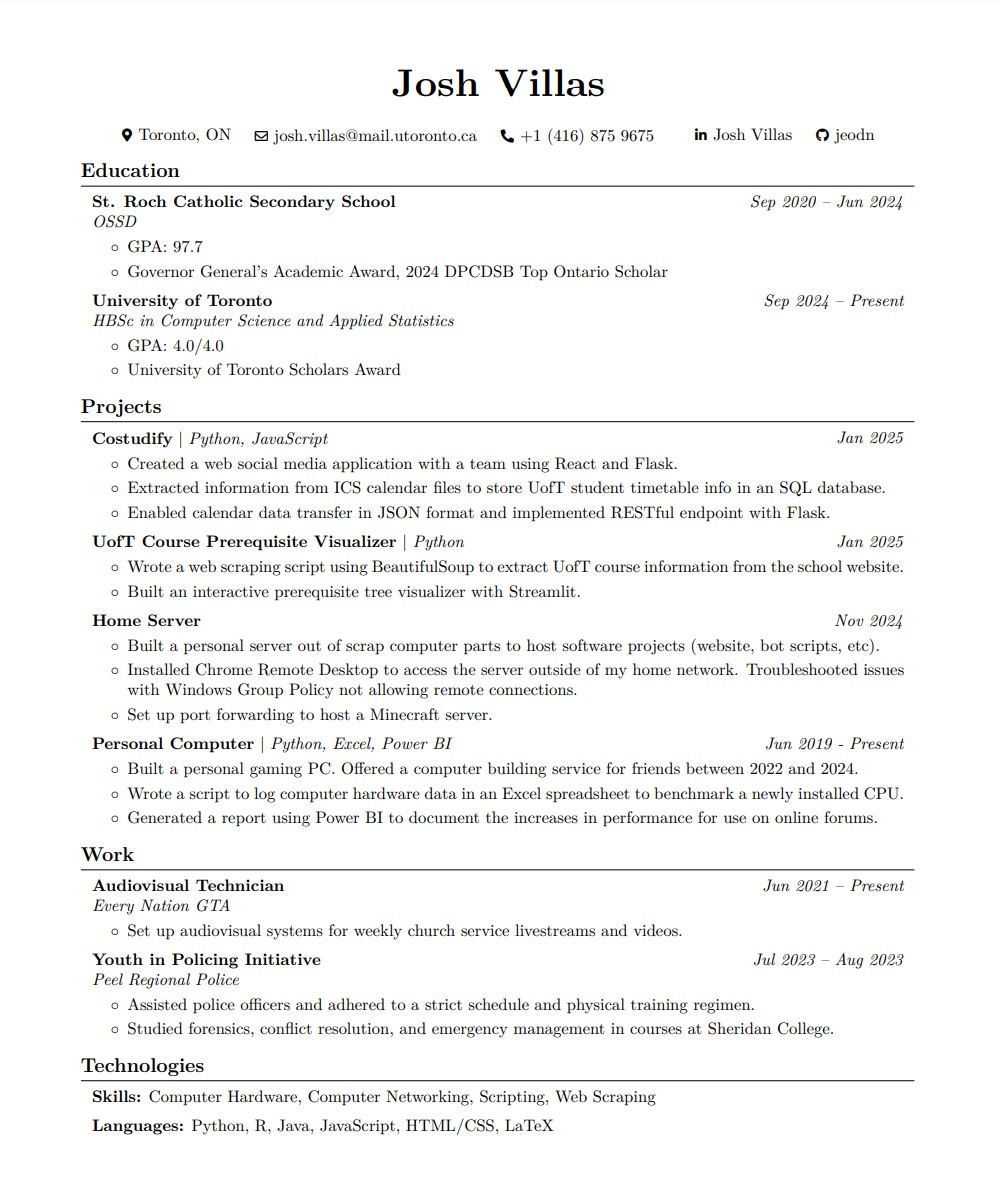 Josh Villas
Toronto, ON josh.villas@mail.utoronto.ca +1 (416) 875 9675 Josh Villas jeodn
Education
St. Roch Catholic Secondary School Sep 2020 – Jun 2024
OSSD
GPA: 97.7
Governor General's Academic Award, 2024 DPCDSB Top Ontario Scholar
University of Toronto Sep 2024 – Present
HBSc in Computer Science and Applied Statistics
GPA: 4.0/4.0
University of Toronto Scholars Award
Projects
Costudify | Python, JavaScript Jan 2025
Created a web social media application with a team using React and Flask.
Extracted information from ICS calendar files to store UofT student timetable info in an SQL database.
Enabled calendar data transfer in JSON format and implemented RESTful endpoint with Flask.
UofT Course Prerequisite Visualizer | Python Jan 2025
Wrote a web scraping script using BeautifulSoup to extract UofT course information from the school website.
Built an interactive prerequisite tree visualizer with Streamlit.
Home Server Nov 2024
Built a personal server out of scrap computer parts to host software projects (website, bot scripts, etc).
Installed Chrome Remote Desktop to access the server outside of my home network. Troubleshooted issues
with Windows Group Policy not allowing remote connections.
Set up port forwarding to host a Minecraft server.
Personal Computer | Python, Excel, Power BI Jun 2019 - Present
Built a personal gaming PC. Offered a computer building service for friends between 2022 and 2024.
Wrote a script to log computer hardware data in an Excel spreadsheet to benchmark a newly installed CPU.
Generated a report using Power BI to document the increases in performance for use on online forums.
Work
Audiovisual Technician Jun 2021 – Present
Every Nation GTA
Set up audiovisual systems for weekly church service livestreams and videos.
Youth in Policing Initiative Jul 2023 – Aug 2023
Peel Regional Police
Assisted police officers and adhered to a strict schedule and physical training regimen.
Studied forensics, conflict resolution, and emergency management in courses at Sheridan College.
Technologies
Skills: Computer Hardware, Computer Networking, Scripting, Web Scraping
Languages: Python, R, Java, JavaScript, HTML/CSS, LaTeX